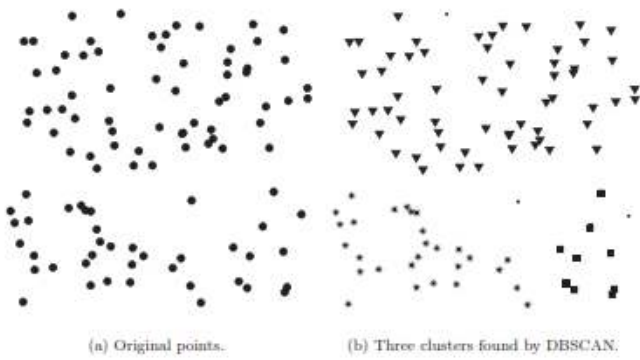 (a) Original points.
(b) Three clusters found by DBSCAN.